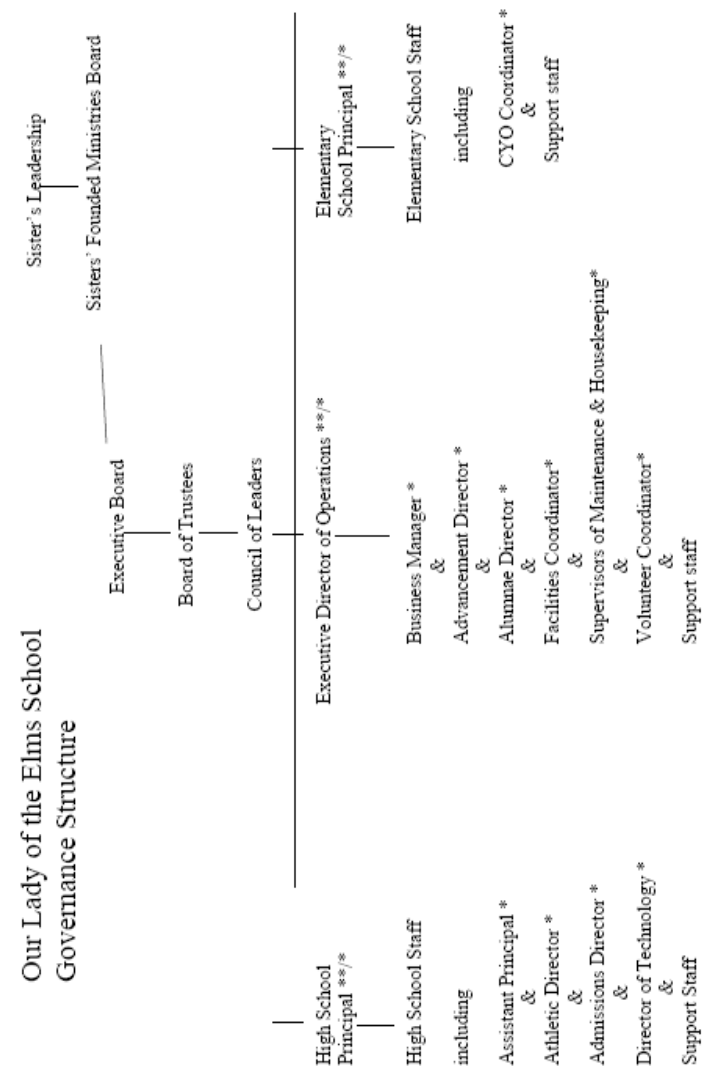 Our Lady of the Elms School
Governance Structure
Sister's Leadership
Sisters' Founded Ministries Board
Executive Board
Board of Trustees
Council of Leaders
High School
Principal **/*
High School Staff
including
Assistant Principal *
&
Athletic Director *
&
Admissions Director *
&
Director of Technology *
&
Support Staff
Executive Director of Operations **/*
Business Manager *
&
Advancement Director *
&
Alumnae Director *
&
Facilities Coordinator*
&
Supervisors of Maintenance & Housekeeping*
&
Volunteer Coordinator*
&
Support staff
Elementary
School Principal **/*
Elementary School Staff
including
CYO Coordinator *
&
Support staff